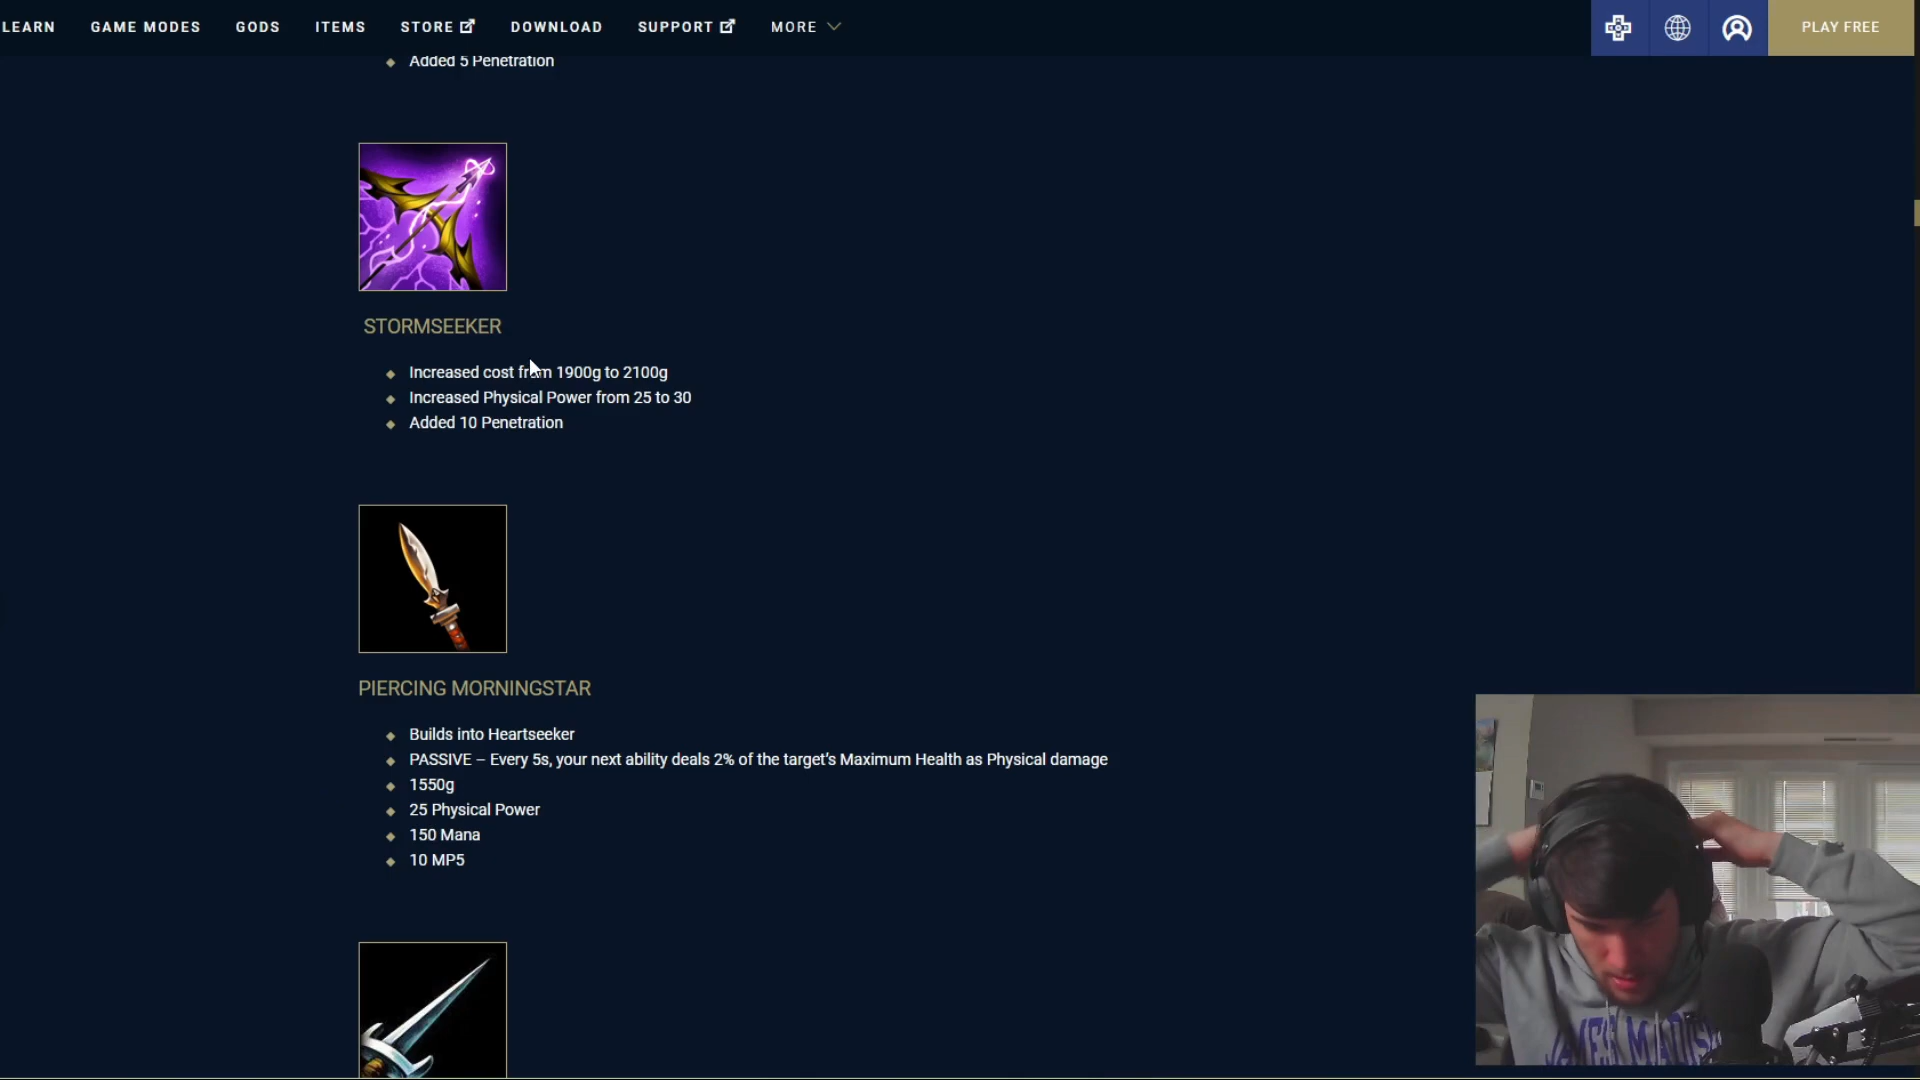 LEARN GAME MODES GODS ITEMS STORE DOWNLOAD SUPPORT MORE PLAY FREE
Added 5 Penetration
STORMSEEKER
Increased cost from 1900g to 2100g
Increased Physical Power from 25 to 30
Added 10 Penetration
PIERCING MORNINGSTAR
Builds into Heartseeker
PASSIVE – Every 5s, your next ability deals 2% of the target's Maximum Health as Physical damage
1550g
25 Physical Power
150 Mana
10 MP5
JAMES